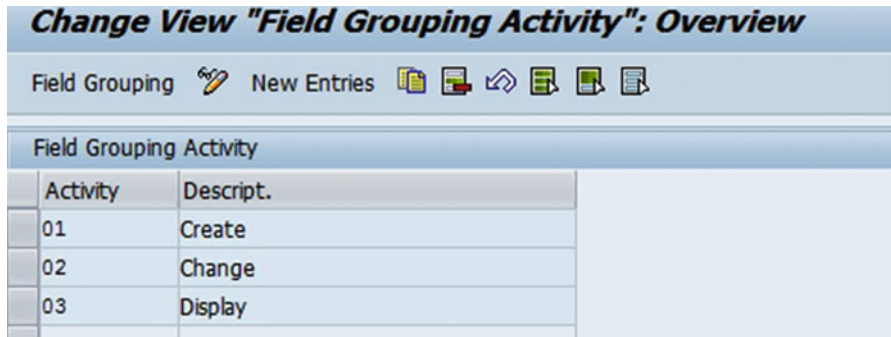 Change View "Field Grouping Activity": Overview
Field Grouping New Entries
Field Grouping Activity
Activity Descript.
01 Create
02 Change
03 Display